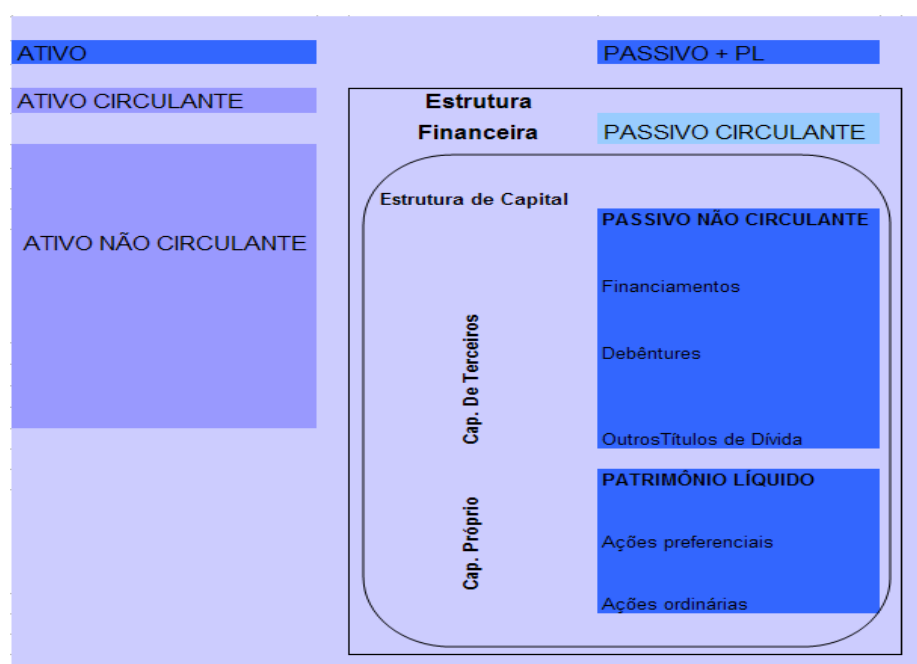 ATIVO
PASSIVO + PL
ATIVO CIRCULANTE
Estrutura
Financeira
PASSIVO CIRCULANTE
Estrutura de Capital
PASSIVO NÃO CIRCULANTE
ATIVO NÃO CIRCULANTE
Financiamentos
Cap. De Terceiros
Debêntures
OutrosTítulos de Dívida
PATRIMÔNIO LÍQUIDO
Cap. Próprio
Ações preferenciais
Ações ordinárias